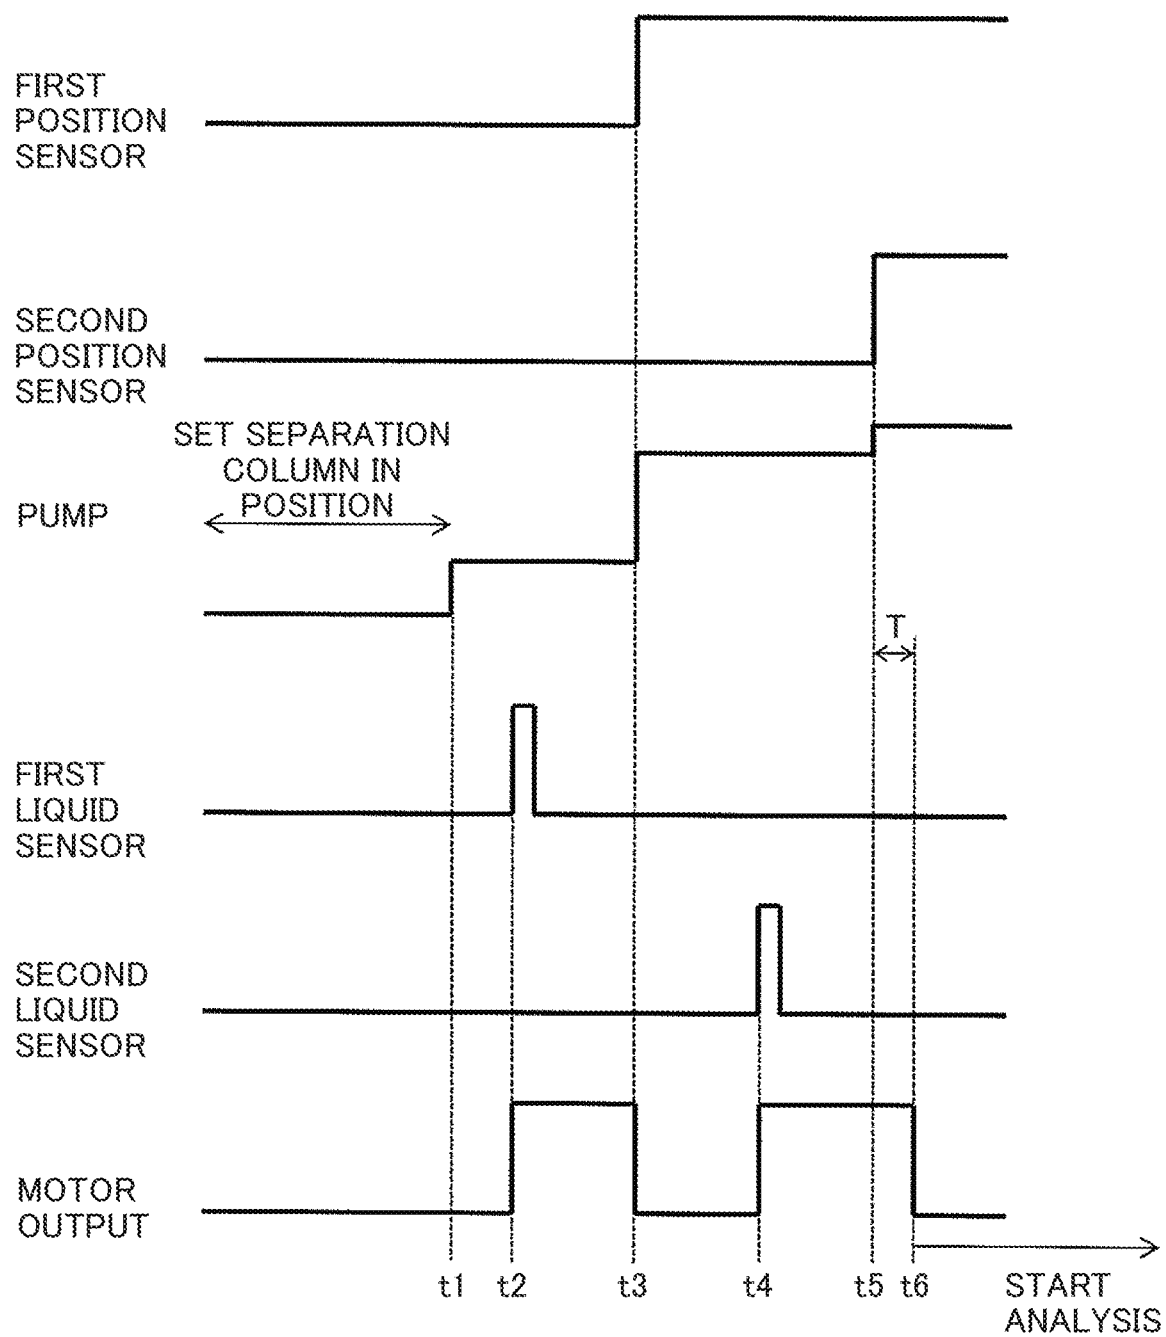 FIRST
POSITION
SENSOR
SECOND
POSITION
SENSOR
SET SEPARATION
COLUMN IN
POSITION
PUMP
T
FIRST
LIQUID
SENSOR
SECOND
LIQUID
SENSOR
MOTOR
OUTPUT
t1 t2 t3 t4 t5 t6
START
ANALYSIS